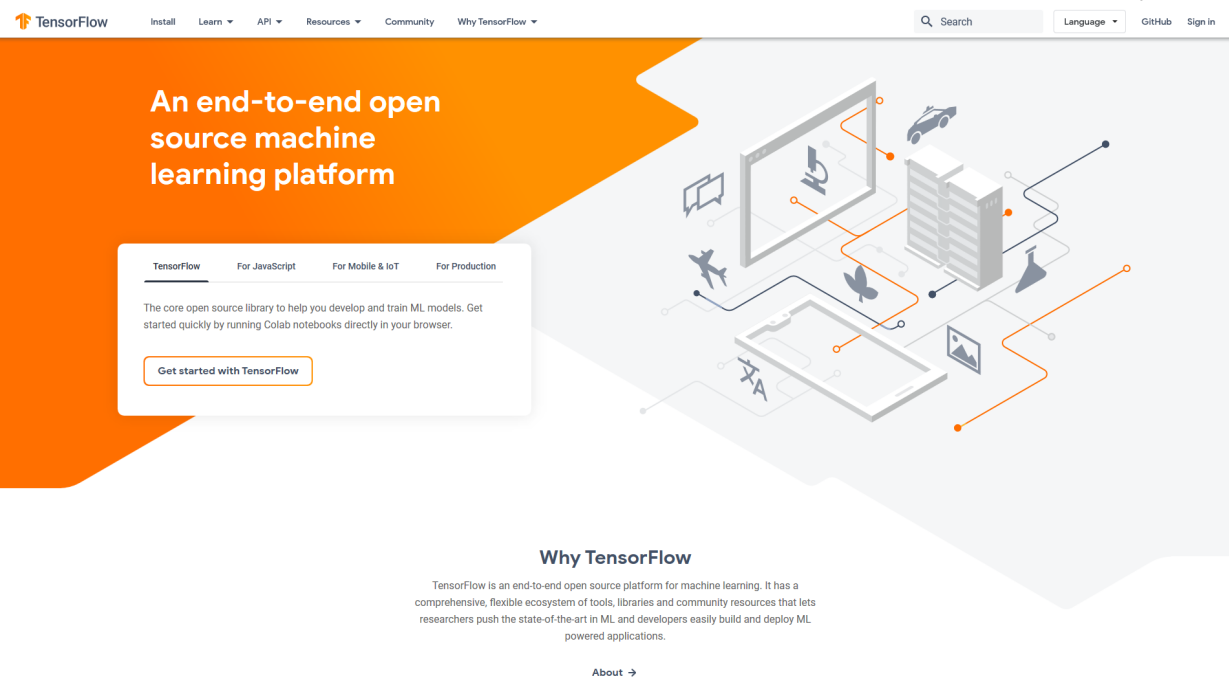 TensorFlow Install Learn API Resources Community Why TensorFlow Search Language GitHub Sign in
An end-to-end open
source machine
learning platform
TensorFlow For JavaScript For Mobile & IoT For Production
The core open source library to help you develop and train ML models. Get
started quickly by running Colab notebooks directly in your browser.
Get started with TensorFlow
Why TensorFlow
TensorFlow is an end-to-end open source platform for machine learning. It has a
comprehensive, flexible ecosystem of tools, libraries and community resources that lets
researchers push the state-of-the-art in ML and developers easily build and deploy ML
powered applications.
About →